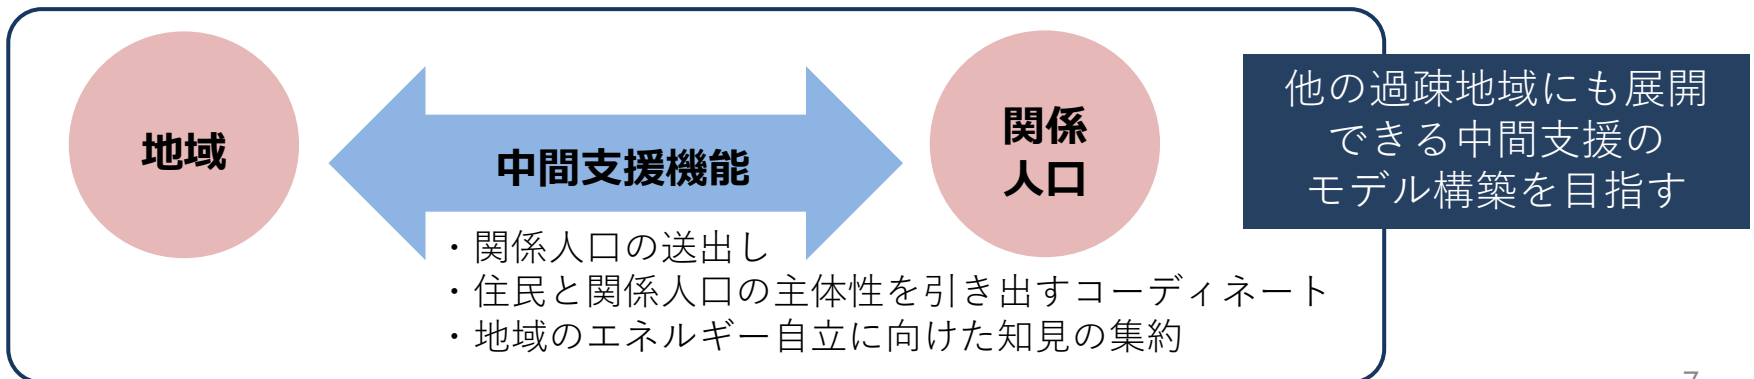 地域
中間支援機能
関係
人口
他の過疎地域にも展開
できる中間支援の
モデル構築を目指す
・関係人口の送出し
・住民と関係人口の主体性を引き出すコーディネート
・地域のエネルギー自立に向けた知見の集約
7